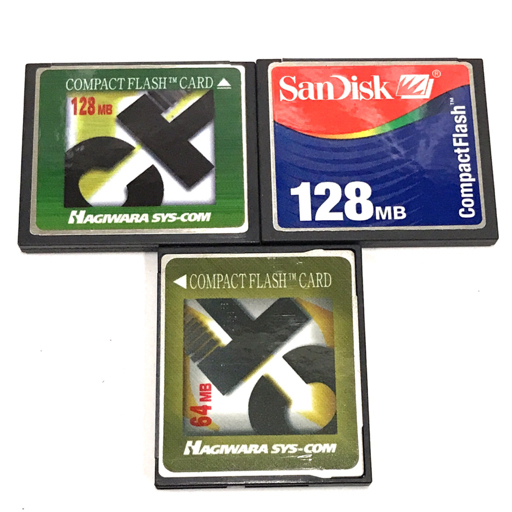 COMPACT FLASH™ CARD
128 MB
HAGIWARA SYS-COM
SanDisk ®
128MB
CompactFlash™
COMPACT FLASH™ CARD
64 MB
HAGIWARA SYS-COM